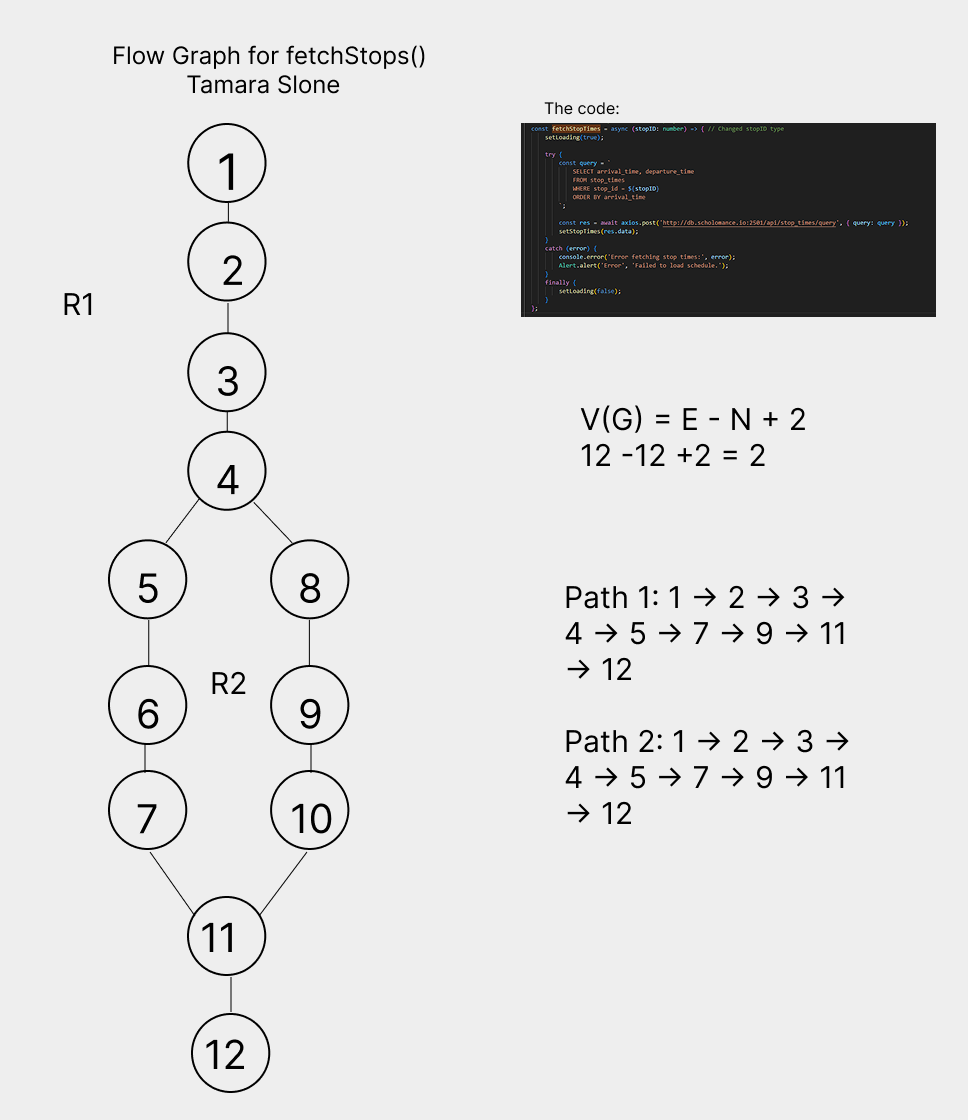 Flow Graph for fetchStops()
Tamara Slone
1
2
R1
3
4
5
8
R2
6
9
7
10
11
12
The code:
const fetchStopTimes = async (stopID: number) => { // Changed stopID type
setLoading(true);
try {
const query = `
SELECT arrival_time, departure_time
FROM stop_times
WHERE stop_id = ${stopID}
ORDER BY arrival_time
`;
const res = await axios.post('http://db.scholomance.io:2501/api/stop_times/query', { query: query });
setStopTimes(res.data);
}
catch (error) {
console.error('Error fetching stop times:', error);
Alert.alert('Error', 'Failed to load schedule.');
}
finally {
setLoading(false);
}
};
V(G) = E - N + 2
12 -12 +2 = 2
Path 1: 1 → 2 → 3 →
4 → 5 → 7 → 9 → 11
→ 12
Path 2: 1 → 2 → 3 →
4 → 5 → 7 → 9 → 11
→ 12